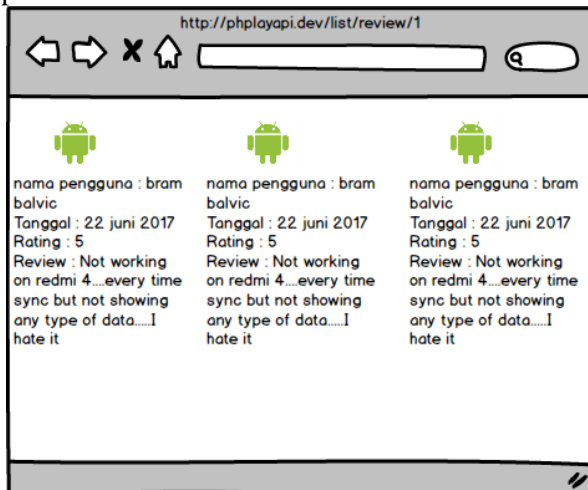 http://phplayapi.dev/list/review/1
nama pengguna : bram
balvic
Tanggal : 22 juni 2017
Rating : 5
Review : Not working
on redmi 4....every time
sync but not showing
any type of data.....I
hate it
nama pengguna : bram
balvic
Tanggal : 22 juni 2017
Rating : 5
Review : Not working
on redmi 4....every time
sync but not showing
any type of data.....I
hate it
nama pengguna : bram
balvic
Tanggal : 22 juni 2017
Rating : 5
Review : Not working
on redmi 4....every time
sync but not showing
any type of data.....I
hate it